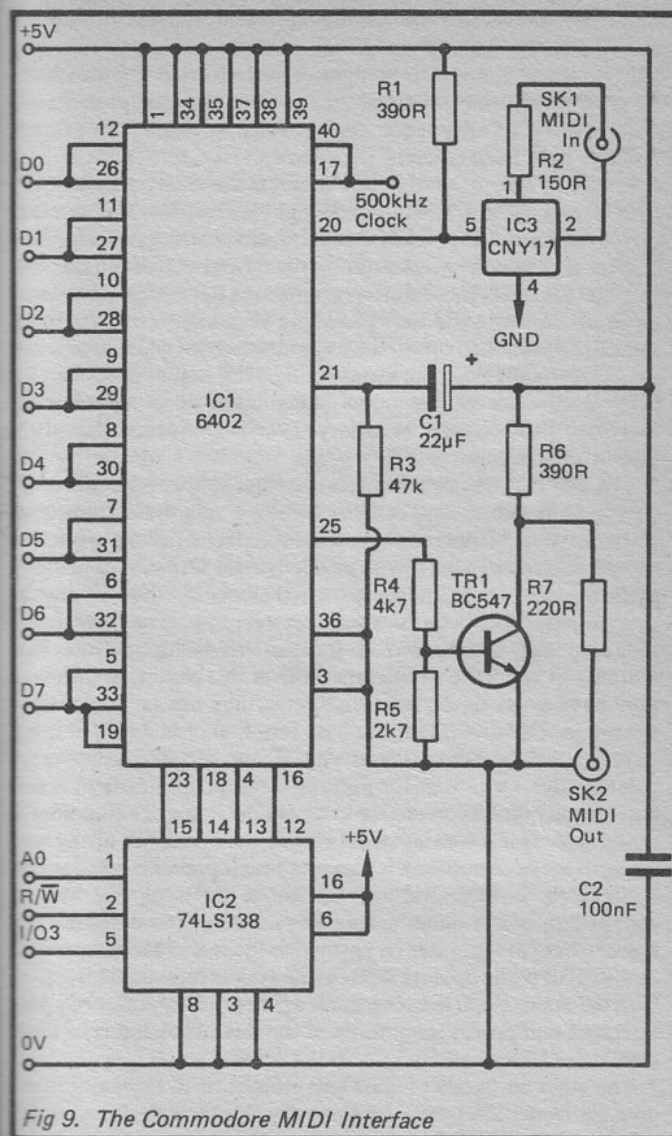 +5V
1 34 35 37 38 39
R1
390R
SK1
MIDI
In
R2
150R
12
D0
26
40
17
500kHz
Clock
20
1
5
IC3
CNY17
2
4
GND
11
D1
27
10
D2
28
9
D3
29
IC1
6402
21
+
C1
22µF
R3
47k
R6
390R
8
D4
30
7
D5
31
25
R4
4k7
TR1
BC547
R7
220R
6
D6
32
36
5
D7
33
19
3
R5
2k7
SK2
MIDI
Out
23 18 4 16
15 14 13 12
+5V
A0
1
R/W̅
2
I/O3
5
IC2
74LS138
16
6
C2
100nF
8 3 4
0V
Fig 9. The Commodore MIDI Interface